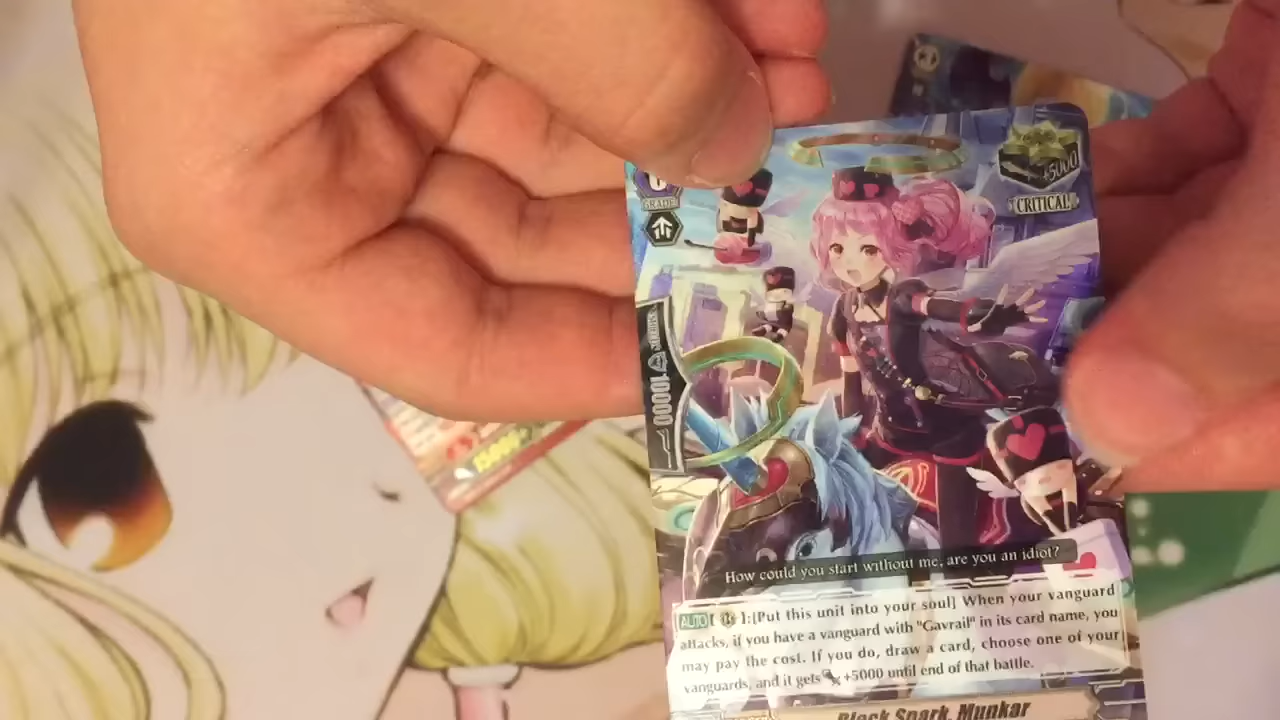 0
GRADE
+5000
CRITICAL
10000
15000+
How could you start without me, are you an idiot?
AUTO [ ]:[Put this unit into your soul] When your vanguard
attacks, if you have a vanguard with "Gavrail" in its card name, you
may pay the cost. If you do, draw a card, choose one of your
vanguards, and it gets +5000 until end of that battle.
Black Spark, Munkar